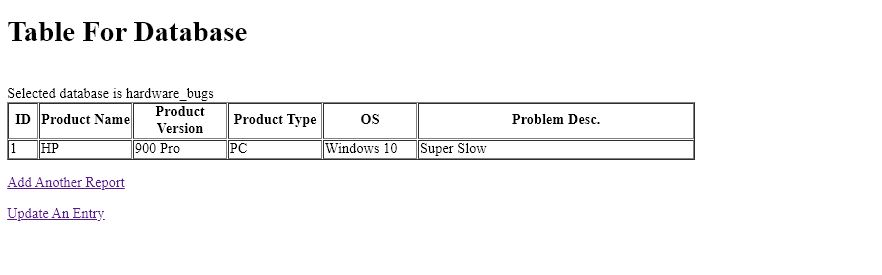 Table For Database
Selected database is hardware_bugs
ID Product Name Product Version Product Type OS Problem Desc.
1 HP 900 Pro PC Windows 10 Super Slow
Add Another Report
Update An Entry